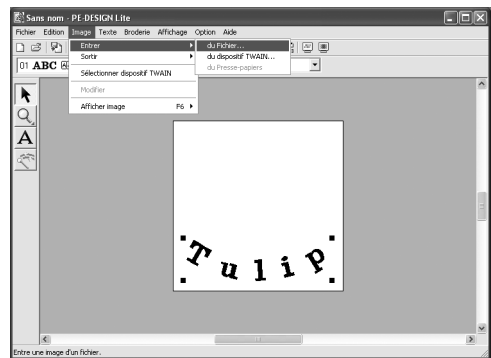 Sans nom - PE-DESIGN Lite
Fichier Edition Image Texte Broderie Affichage Option Aide
Entrer du Fichier...
Sortir du dispositif TWAIN...
du Presse-papiers
01 ABC
Sélectionner dispositif TWAIN
Modifier
Afficher image F6
A
Tulip
Entre une image d'un fichier.